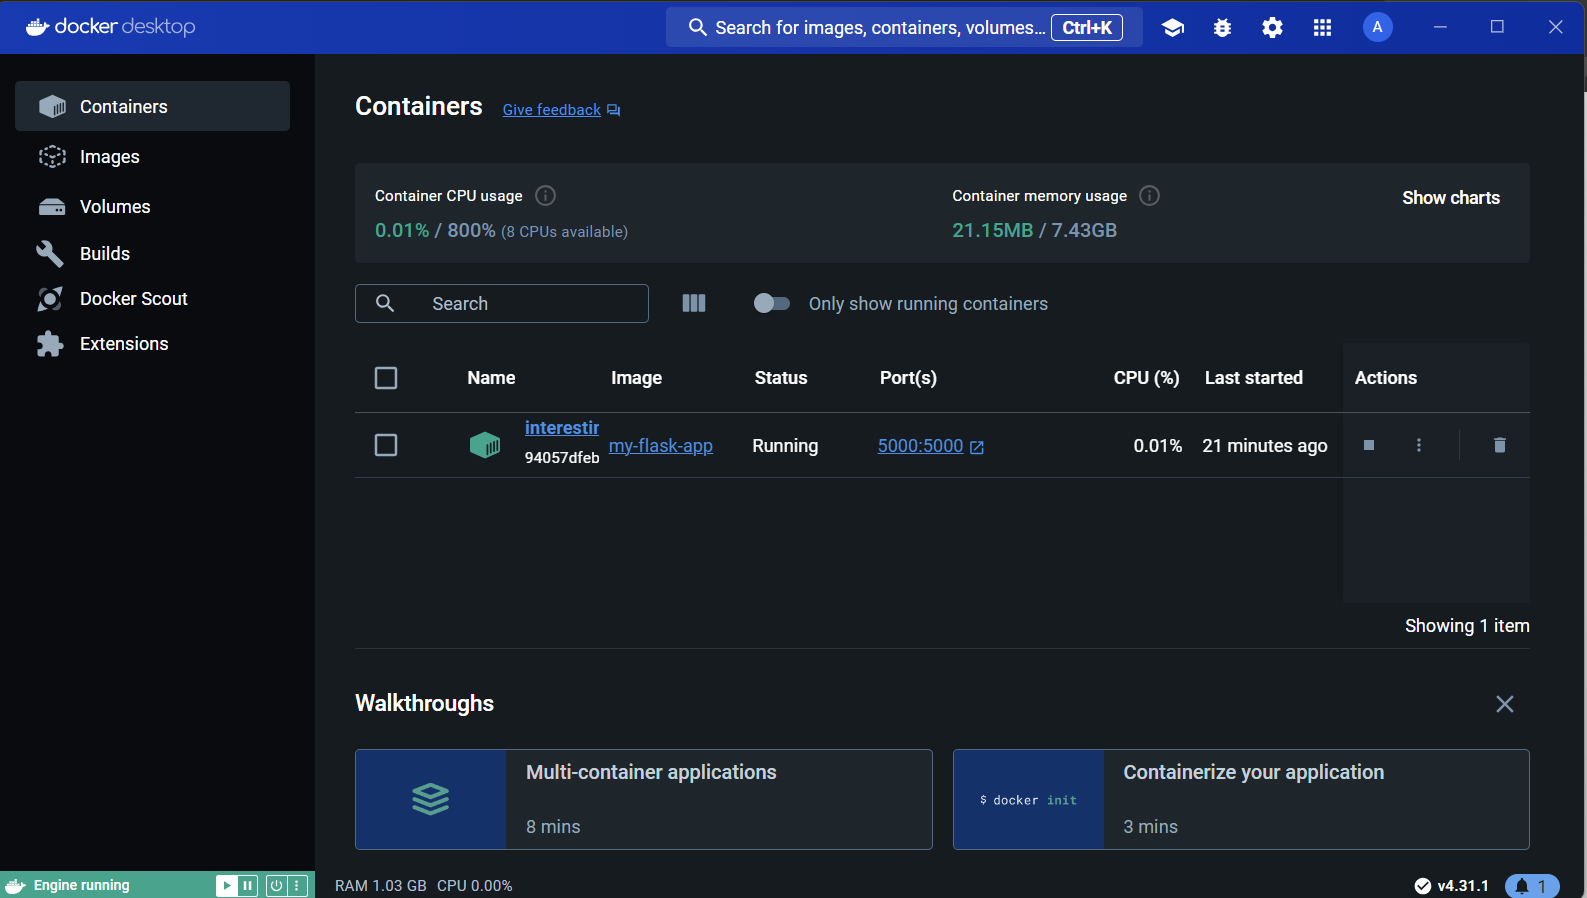 docker desktop
Search for images, containers, volumes... Ctrl+K
A
Containers
Images
Volumes
Builds
Docker Scout
Extensions
Containers Give feedback
Container CPU usage
0.01% / 800% (8 CPUs available)
Container memory usage
21.15MB / 7.43GB
Show charts
Search
Only show running containers
Name Image Status Port(s) CPU (%) Last started Actions
interestir
94057dfeb
my-flask-app Running 5000:5000 0.01% 21 minutes ago
Showing 1 item
Walkthroughs
Multi-container applications
8 mins
$ docker init
Containerize your application
3 mins
Engine running
RAM 1.03 GB CPU 0.00%
v4.31.1
1